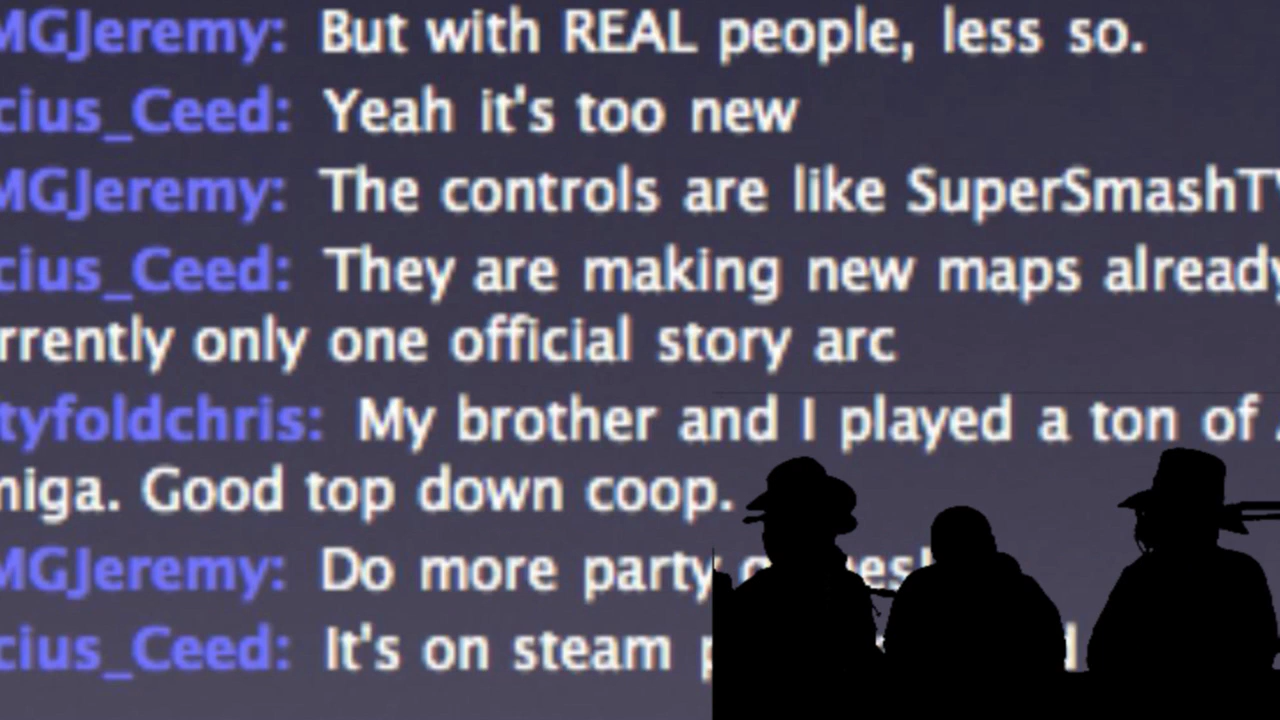 MGJeremy: But with REAL people, less so.
cius_Ceed: Yeah it's too new
MGJeremy: The controls are like SuperSmashTV
cius_Ceed: They are making new maps already
rrently only one official story arc
tyfoldchris: My brother and I played a ton of
miga. Good top down coop.
MGJeremy: Do more party
cius_Ceed: It's on steam